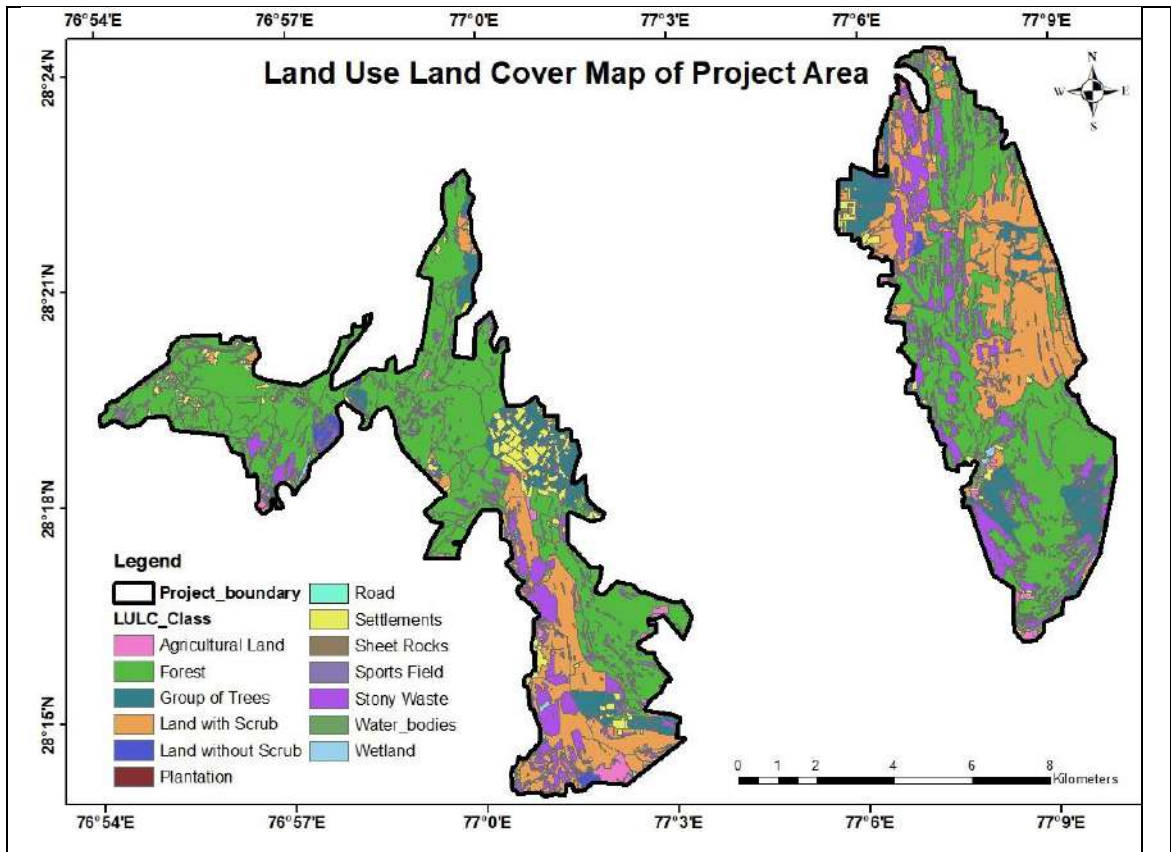 76°54'E 76°57'E 77°0'E 77°3'E 77°6'E 77°9'E
Land Use Land Cover Map of Project Area
N
W E
S
28°24'N
28°21'N
28°18'N
28°15'N
Legend
Project_boundary
LULC_Class
Agricultural Land
Forest
Group of Trees
Land with Scrub
Land without Scrub
Plantation
Road
Settlements
Sheet Rocks
Sports Field
Stony Waste
Water_bodies
Wetland
0 1 2 4 6 8
Kilometers
76°54'E 76°57'E 77°0'E 77°3'E 77°6'E 77°9'E